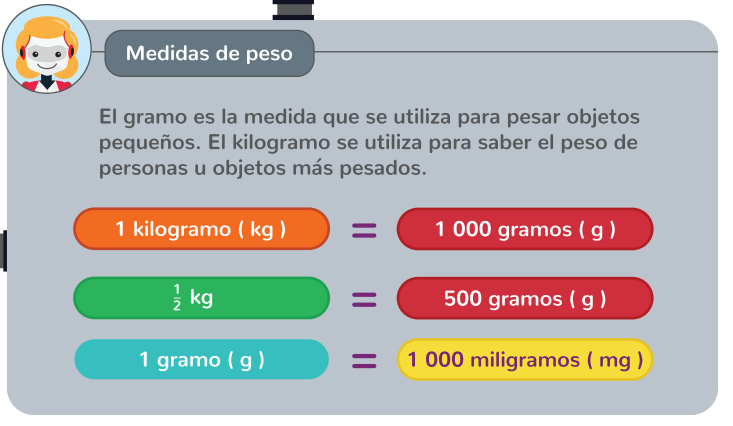 Medidas de peso
El gramo es la medida que se utiliza para pesar objetos
pequeños. El kilogramo se utiliza para saber el peso de
personas u objetos más pesados.
1 kilogramo ( kg ) = 1 000 gramos ( g )
½ kg = 500 gramos ( g )
1 gramo ( g ) = 1 000 miligramos ( mg )